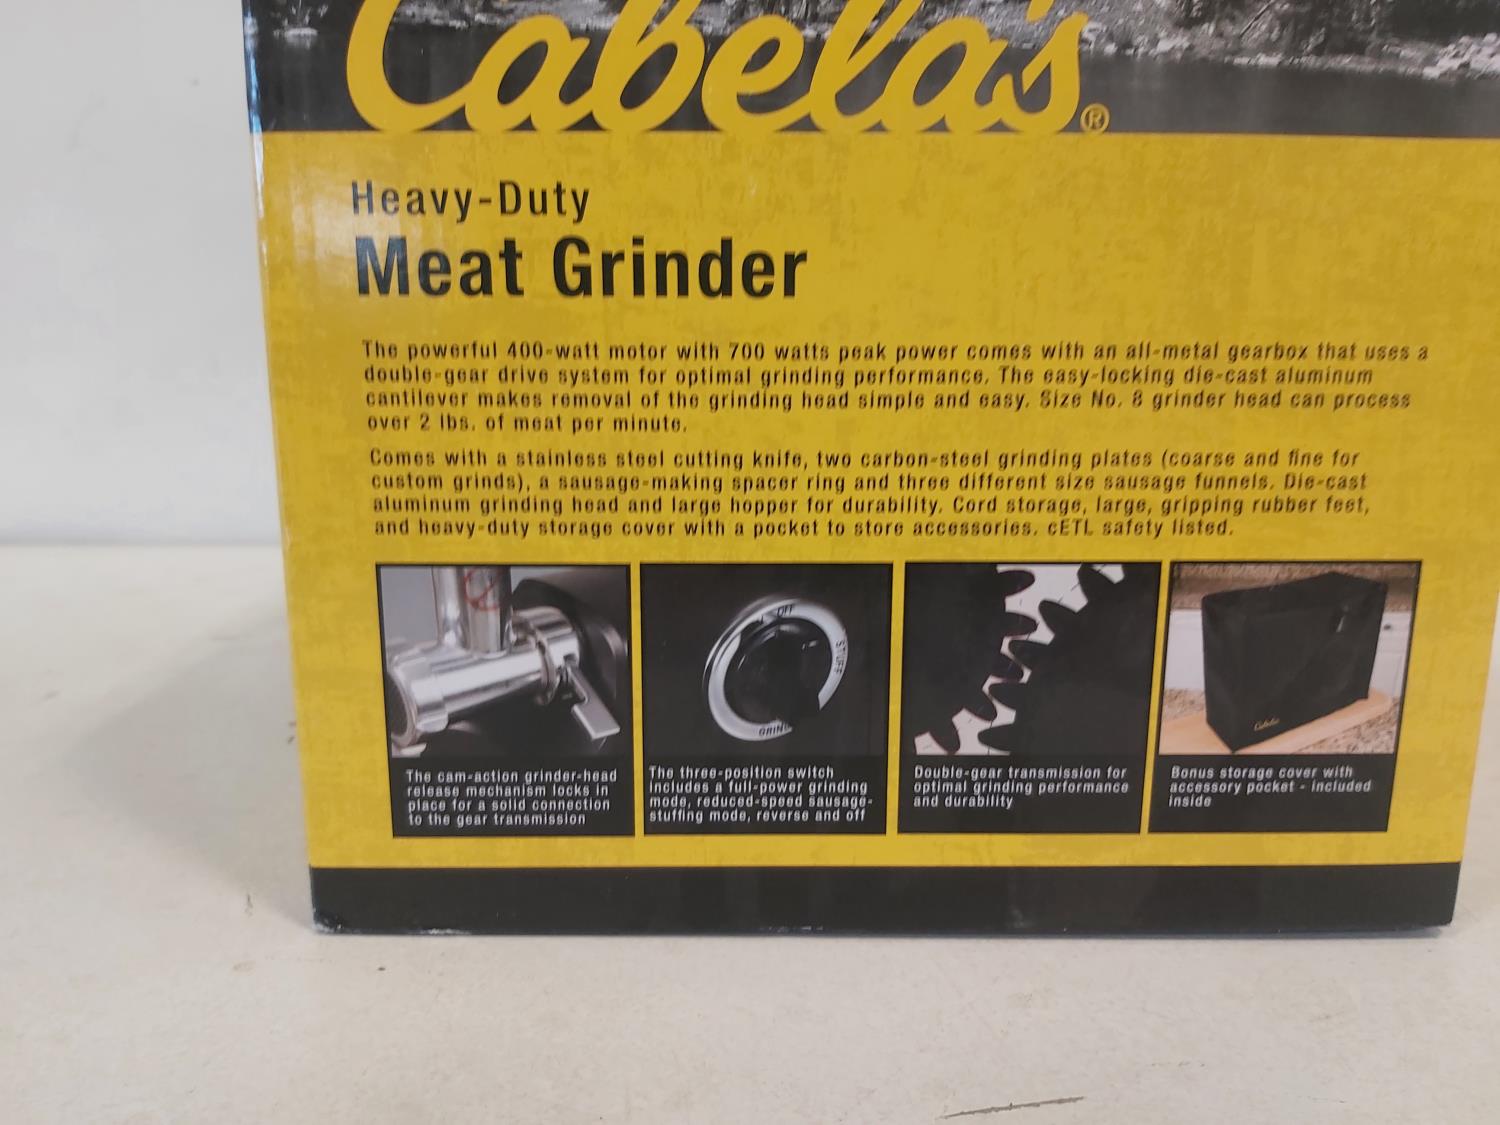 Cabela's®
Heavy-Duty
Meat Grinder
The powerful 400-watt motor with 700 watts peak power comes with an all-metal gearbox that uses a
double-gear drive system for optimal grinding performance. The easy-locking die-cast aluminum
cantilever makes removal of the grinding head simple and easy. Size No. 8 grinder head can process
over 2 lbs. of meat per minute.
Comes with a stainless steel cutting knife, two carbon-steel grinding plates (coarse and fine for
custom grinds), a sausage-making spacer ring and three different size sausage funnels. Die-cast
aluminum grinding head and large hopper for durability. Cord storage, large, gripping rubber feet,
and heavy-duty storage cover with a pocket to store accessories. cETL safety listed.
OFF
STUFF
GRIND
Cabela's
The cam-action grinder-head
release mechanism locks in
place for a solid connection
to the gear transmission
The three-position switch
includes a full-power grinding
mode, reduced-speed sausage-
stuffing mode, reverse and off
Double-gear transmission for
optimal grinding performance
and durability
Bonus storage cover with
accessory pocket - included
inside